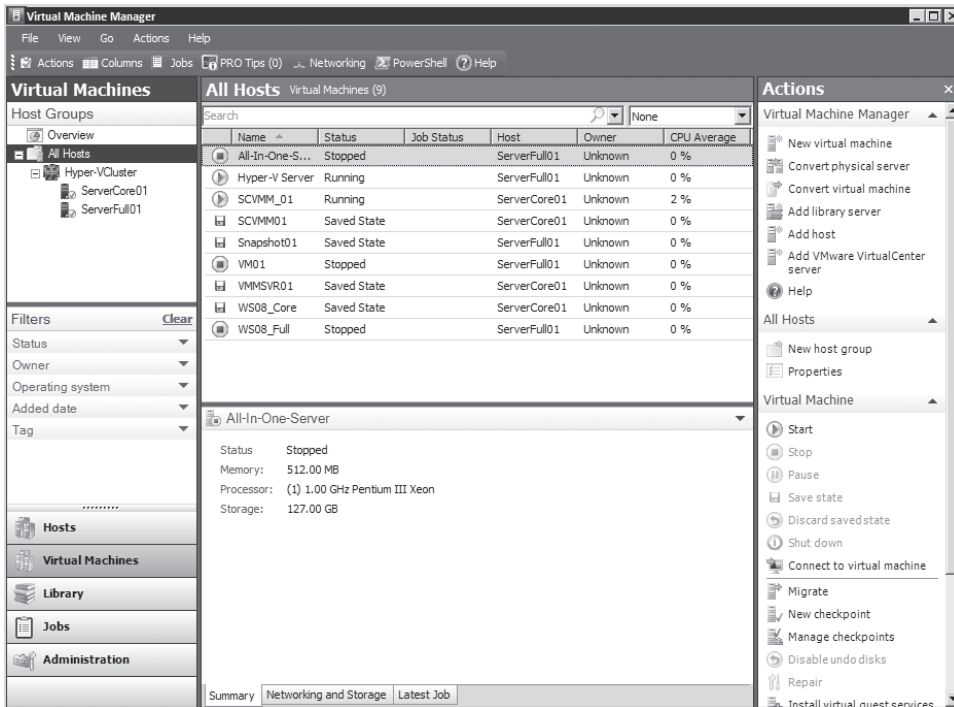 Virtual Machine Manager
File View Go Actions Help
Actions Columns Jobs PRO Tips (0) Networking PowerShell Help
Virtual Machines
Host Groups
Overview
All Hosts
Hyper-VCluster
ServerCore01
ServerFull01
Filters Clear
Status
Owner
Operating system
Added date
Tag
Hosts
Virtual Machines
Library
Jobs
Administration
All Hosts Virtual Machines (9)
Search None
Name Status Job Status Host Owner CPU Average
All-In-One-S... Stopped ServerFull01 Unknown 0 %
Hyper-V Server Running ServerFull01 Unknown 0 %
SCVMM_01 Running ServerCore01 Unknown 2 %
SCVMM01 Saved State ServerCore01 Unknown 0 %
Snapshot01 Saved State ServerFull01 Unknown 0 %
VM01 Stopped ServerFull01 Unknown 0 %
VMMSVR01 Saved State ServerCore01 Unknown 0 %
WS08_Core Saved State ServerCore01 Unknown 0 %
WS08_Full Stopped ServerFull01 Unknown 0 %
All-In-One-Server
Status Stopped
Memory: 512.00 MB
Processor: (1) 1.00 GHz Pentium III Xeon
Storage: 127.00 GB
Summary Networking and Storage Latest Job
Actions
Virtual Machine Manager
New virtual machine
Convert physical server
Convert virtual machine
Add library server
Add host
Add VMware VirtualCenter
server
Help
All Hosts
New host group
Properties
Virtual Machine
Start
Stop
Pause
Save state
Discard saved state
Shut down
Connect to virtual machine
Migrate
New checkpoint
Manage checkpoints
Disable undo disks
Repair
Install virtual guest services